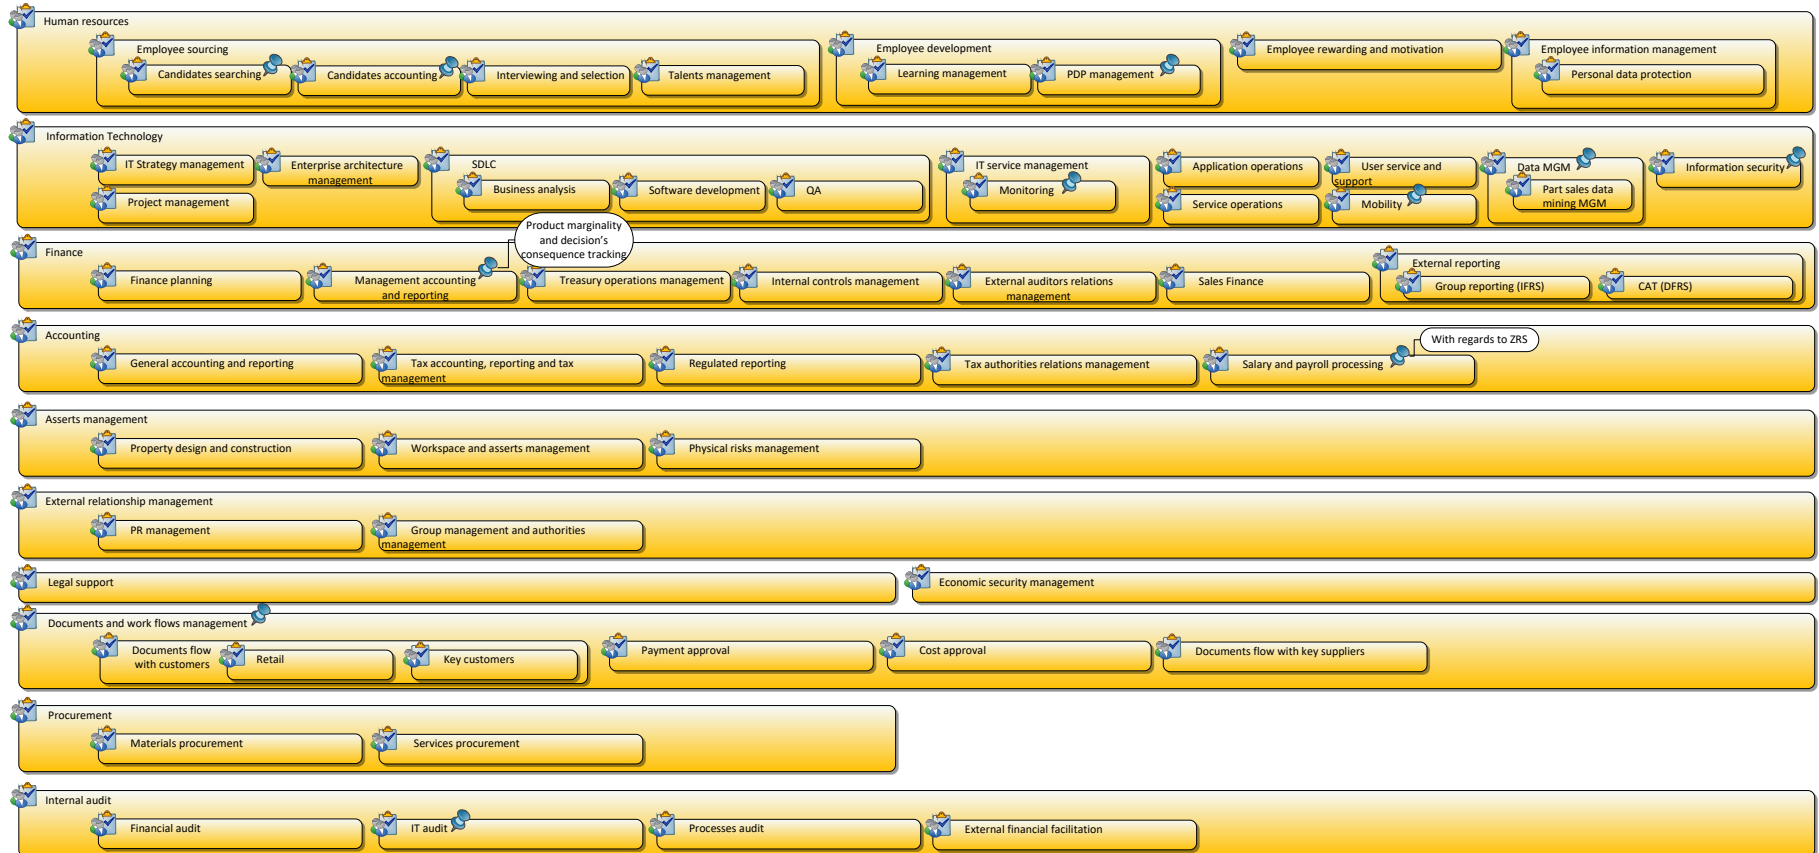 Human resources
Employee sourcing
Candidates searching
Candidates accounting
Interviewing and selection
Talents management
Employee development
Learning management
PDP management
Employee rewarding and motivation
Employee information management
Personal data protection
Information Technology
IT Strategy management
Enterprise architecture
management
Project management
SDLC
Business analysis
Software development
QA
IT service management
Monitoring
Application operations
Service operations
User service and
support
Mobility
Data MGM
Part sales data
mining MGM
Information security
Product marginality
and decision's
consequence tracking
Finance
Finance planning
Management accounting
and reporting
Treasury operations management
Internal controls management
External auditors relations
management
Sales Finance
External reporting
Group reporting (IFRS)
CAT (DFRS)
Accounting
General accounting and reporting
Tax accounting, reporting and tax
management
Regulated reporting
Tax authorities relations management
Salary and payroll processing
With regards to ZRS
Asserts management
Property design and construction
Workspace and asserts management
Physical risks management
External relationship management
PR management
Group management and authorities
management
Legal support
Economic security management
Documents and work flows management
Documents flow
with customers
Retail
Key customers
Payment approval
Cost approval
Documents flow with key suppliers
Procurement
Materials procurement
Services procurement
Internal audit
Financial audit
IT audit
Processes audit
External financial facilitation